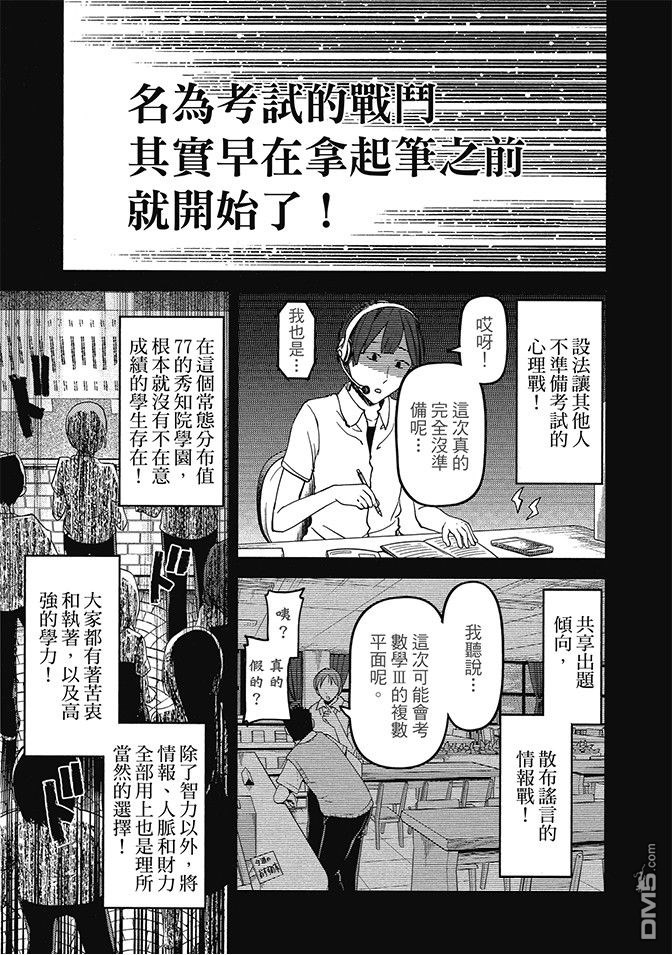 名為考試的戰鬥
其實早在拿起筆之前
就開始了！
設法讓其他人
不準備考試的
心理戰！
哎呀！
這次真的
完全沒準
備呢…
我也是…
共享出題
傾向，
散布謠言的
情報戰！
我聽說…
這次可能會考
數學Ⅲ的複數
平面呢。
咦？
真的
假的？
在這個常態分布值
77的秀知院學園，
根本就沒有不在意
成績的學生存在！
大家都有著苦衷
和執著，以及高
強的學力！
除了智力以外，將
情報、人脈和財力
全部用上也是理所
當然的選擇！
DM5.com